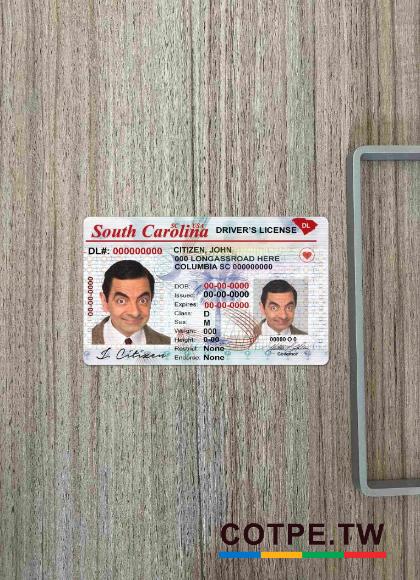 South Carolina
SC USA
DRIVER'S LICENSE
DL
DL#: 000000000
CITIZEN, JOHN
000 LONGASSROAD HERE
COLUMBIA SC 000000000
00-00-0000
DOB: 00-00-0000
Issued: 00-00-0000
Expires: 00-00-0000
Class: D
Sex: M
Weight: 000
Height: 0-00
Restrict: None
Endorse: None
J. Citizen
00000 O 0
Governor
COTPE.TW